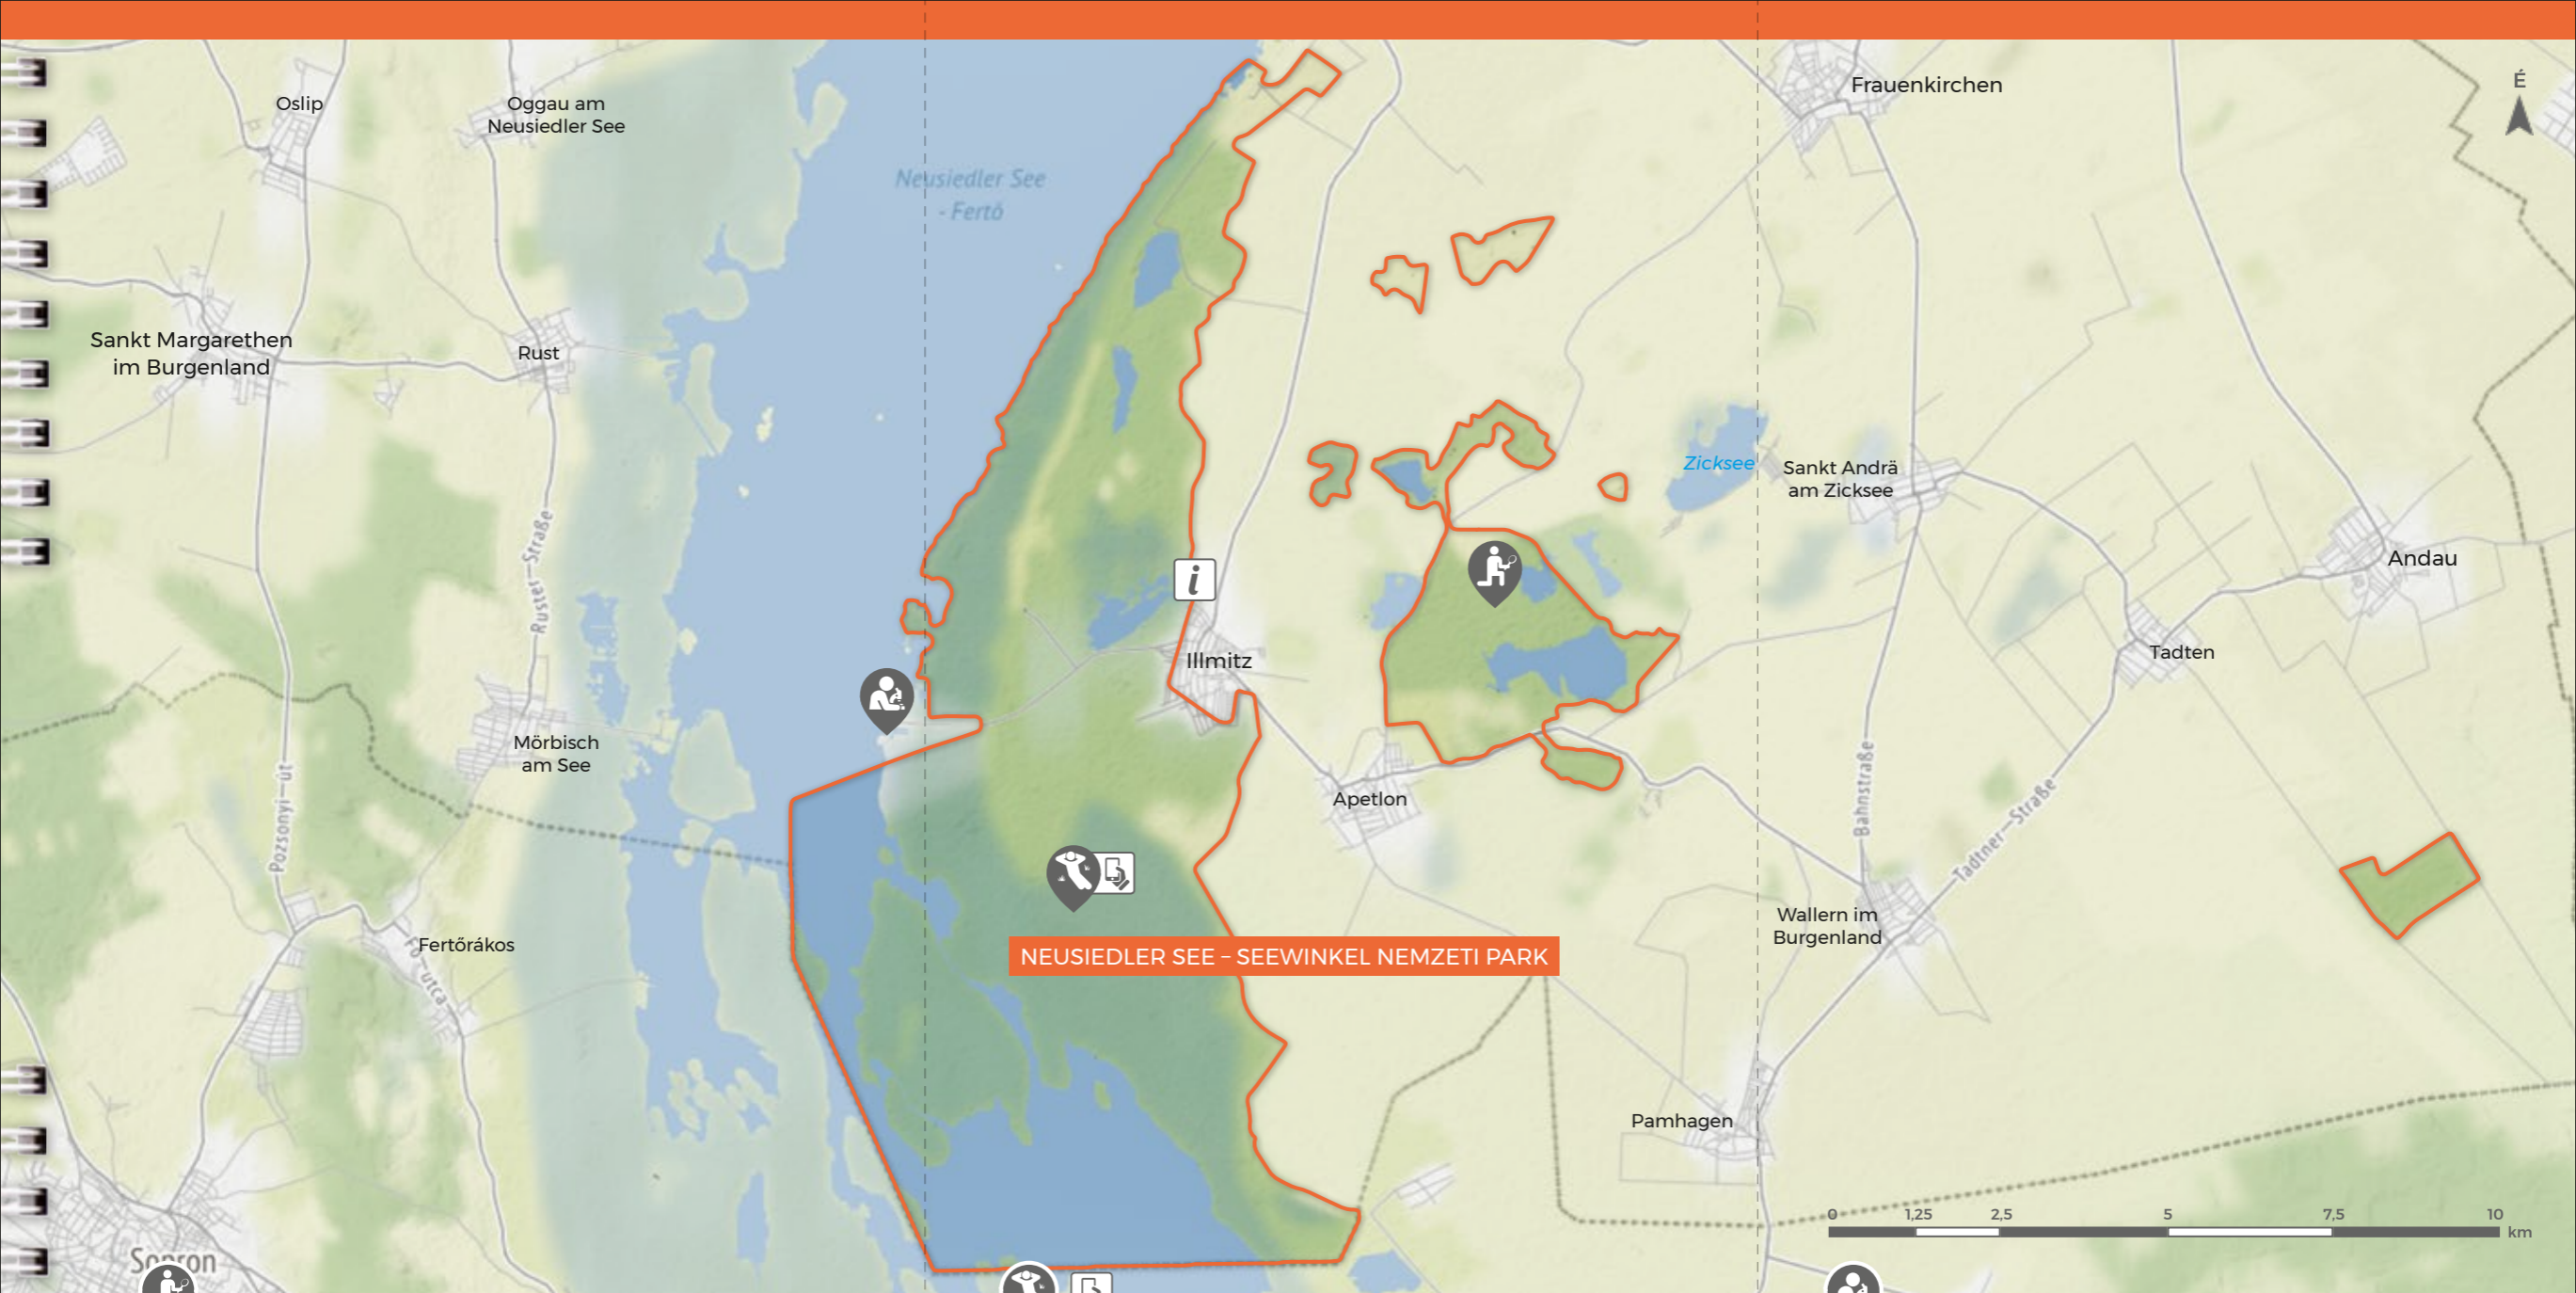 Oslip
Oggau am
Neusiedler See
Frauenkirchen
É
Neusiedler See
- Fertő
Sankt Margarethen
im Burgenland
Rust
Zicksee
Sankt Andrä
am Zicksee
Ruster-Straße
Andau
i
Illmitz
Tadten
Mörbisch
am See
Pozsonyi-út
Apetlon
Bahnstraße
Tadtner-Straße
Fertőrákos
Fő-utca
NEUSIEDLER SEE – SEEWINKEL NEMZETI PARK
Wallern im
Burgenland
Pamhagen
0 1,25 2,5 5 7,5 10
km
Sopron